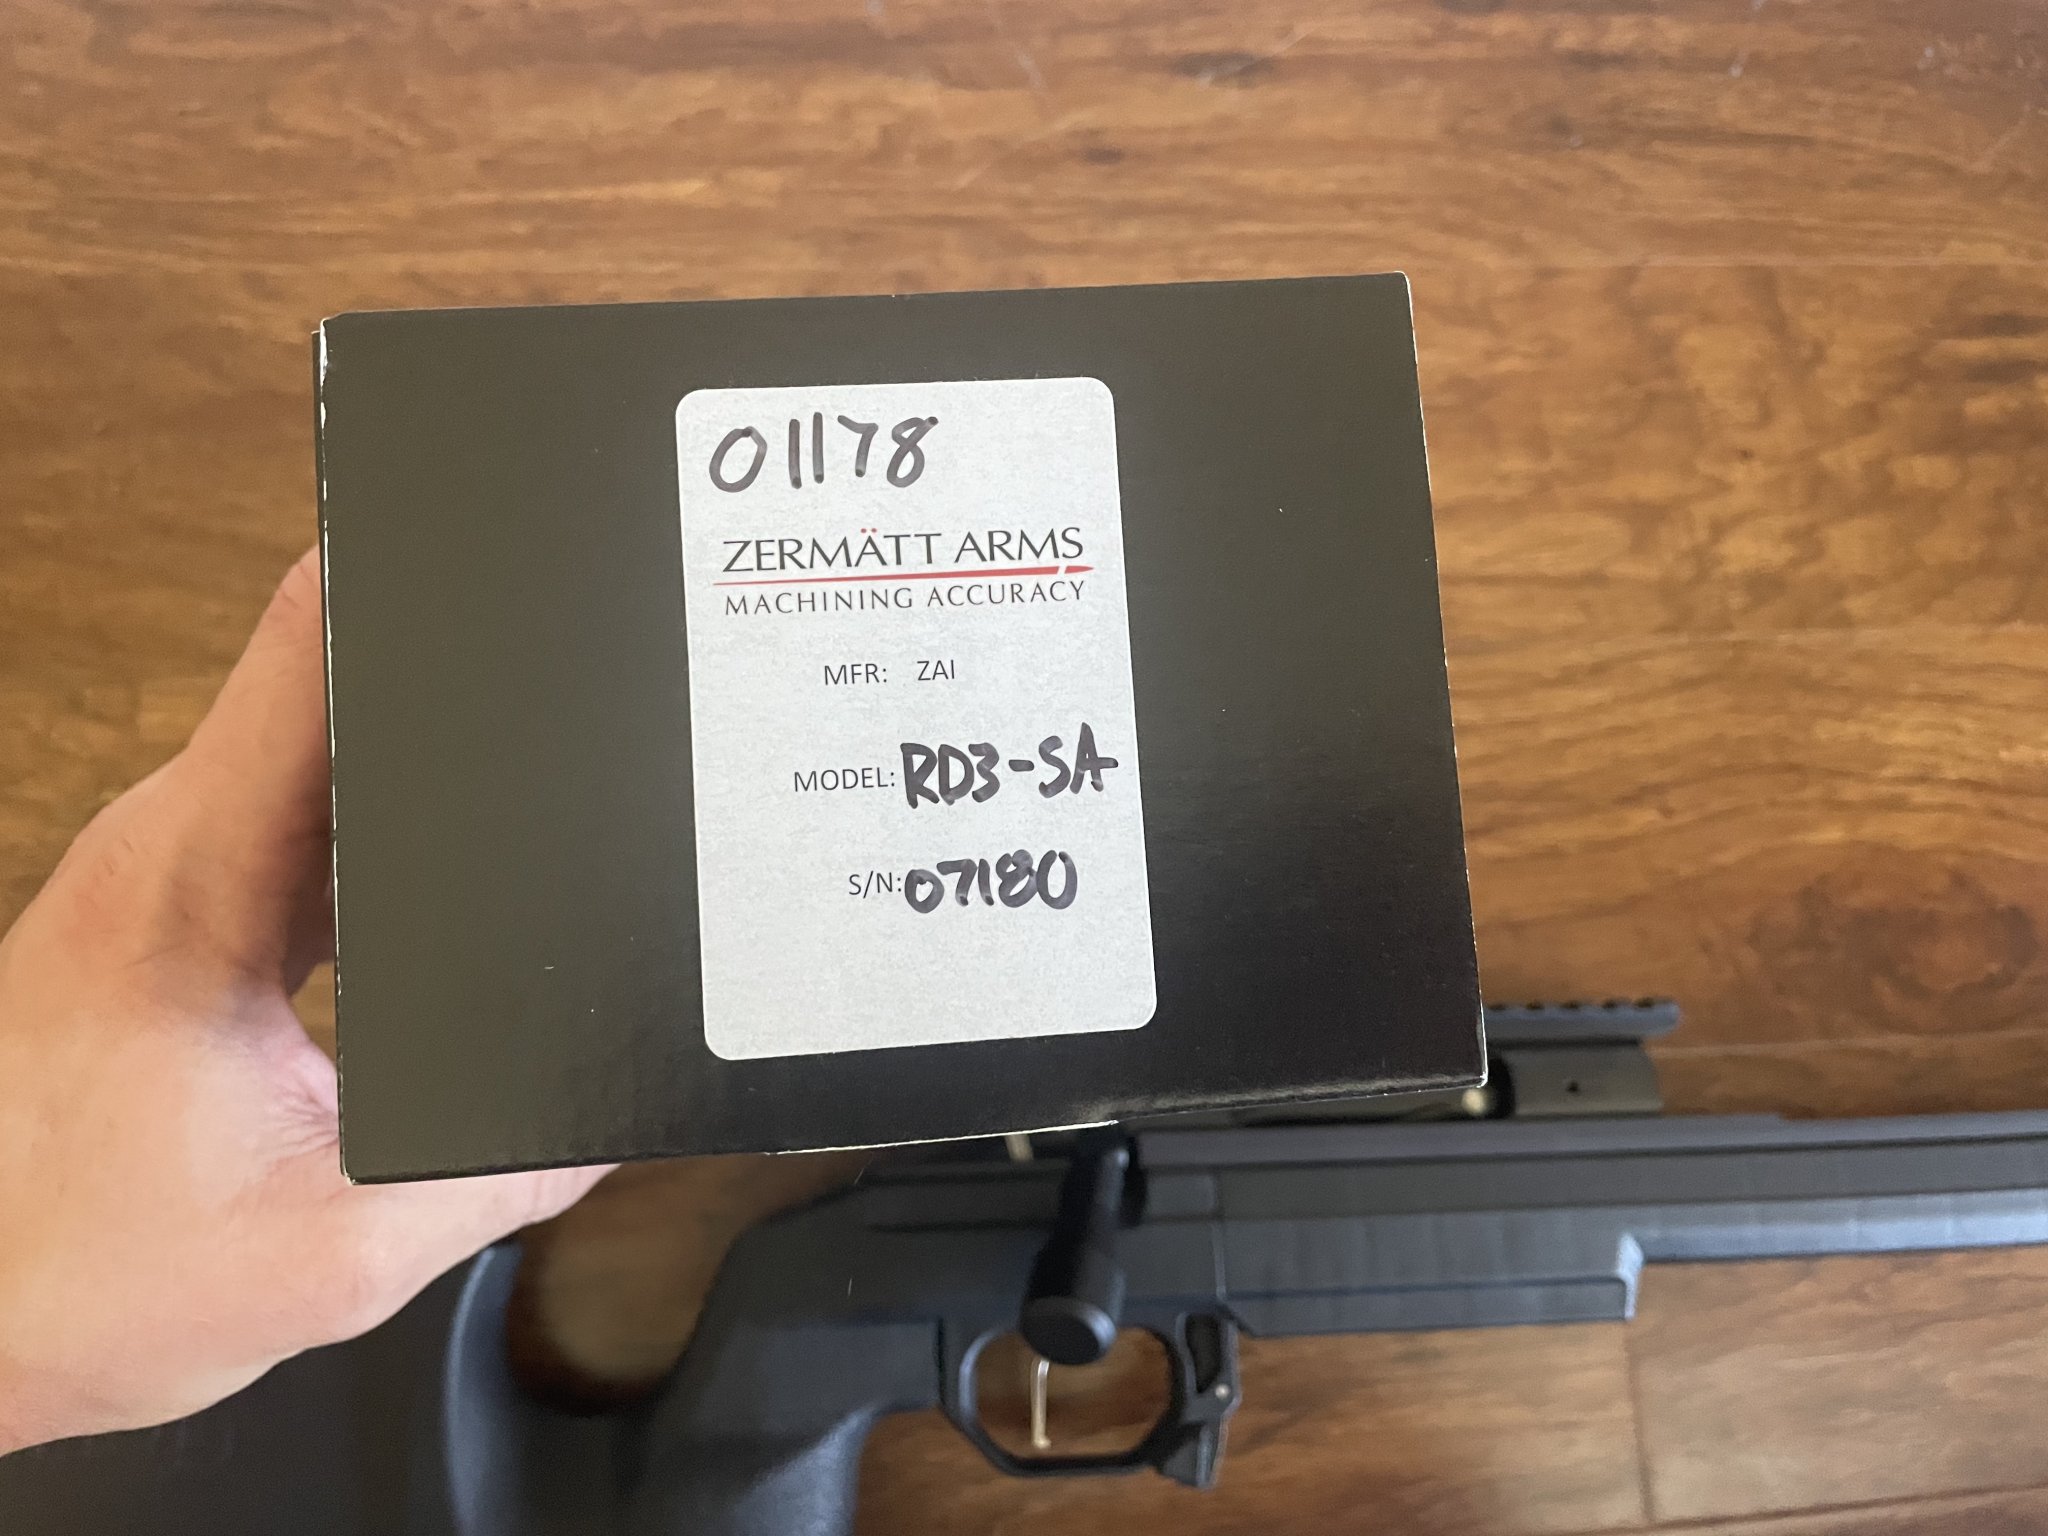 01178
ZERMÄTT ARMS
MACHINING ACCURACY
MFR: ZAI
MODEL: RD3-SA
S/N: 07180